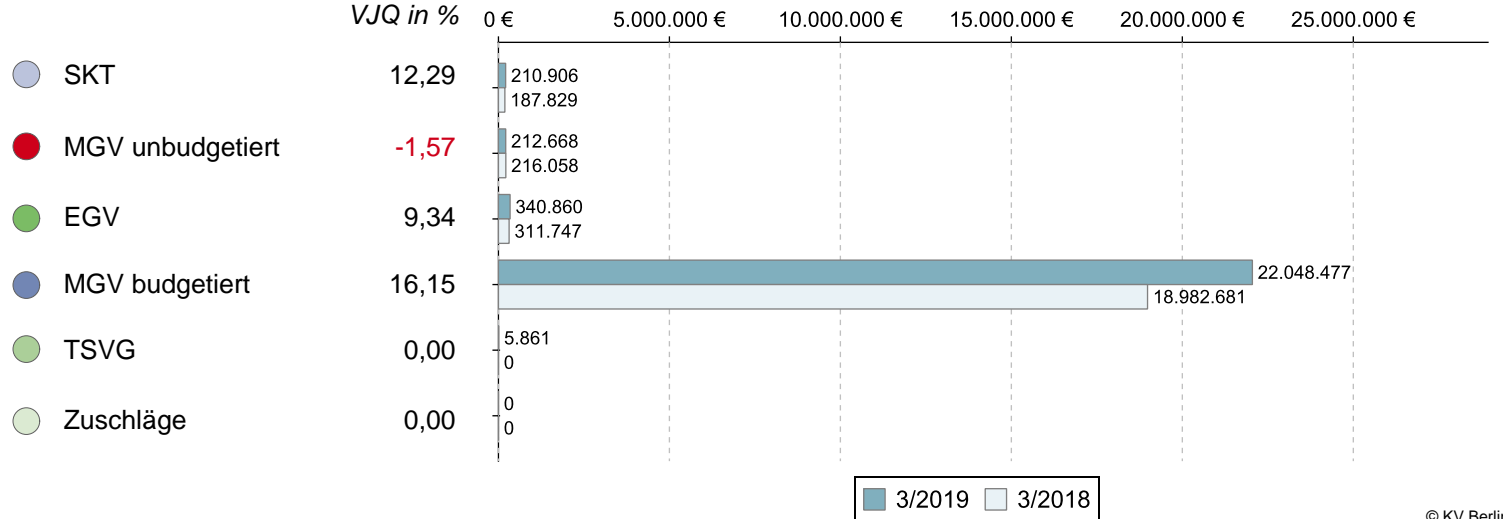 VJQ in % 0 € 5.000.000 € 10.000.000 € 15.000.000 € 20.000.000 € 25.000.000 €
SKT 12,29 210.906
187.829
MGV unbudgetiert -1,57 212.668
216.058
EGV 9,34 340.860
311.747
MGV budgetiert 16,15 22.048.477
18.982.681
TSVG 0,00 5.861
0
Zuschläge 0,00 0
0
3/2019 3/2018
© KV Berlin